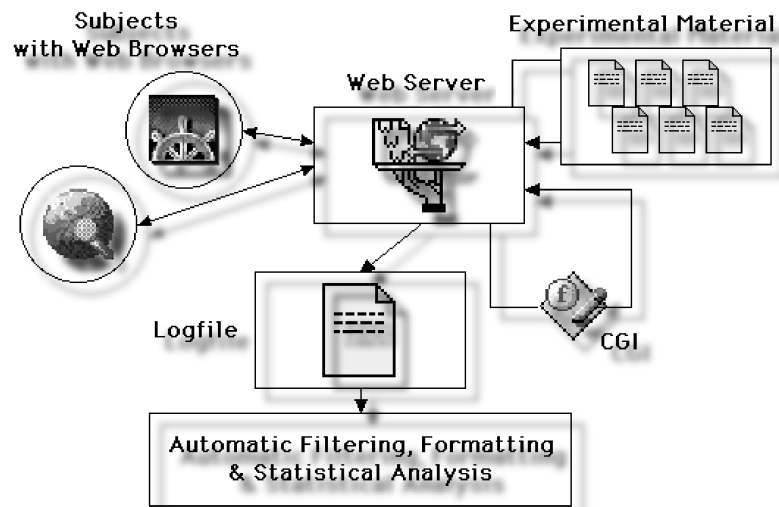 Subjects
with Web Browsers
Experimental Material
Web Server
Logfile
f
CGI
Automatic Filtering, Formatting
& Statistical Analysis